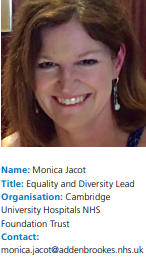 Name: Monica Jacot
Title: Equality and Diversity Lead
Organisation: Cambridge
University Hospitals NHS
Foundation Trust
Contact:
monica.jacot@addenbrookes.nhs.uk